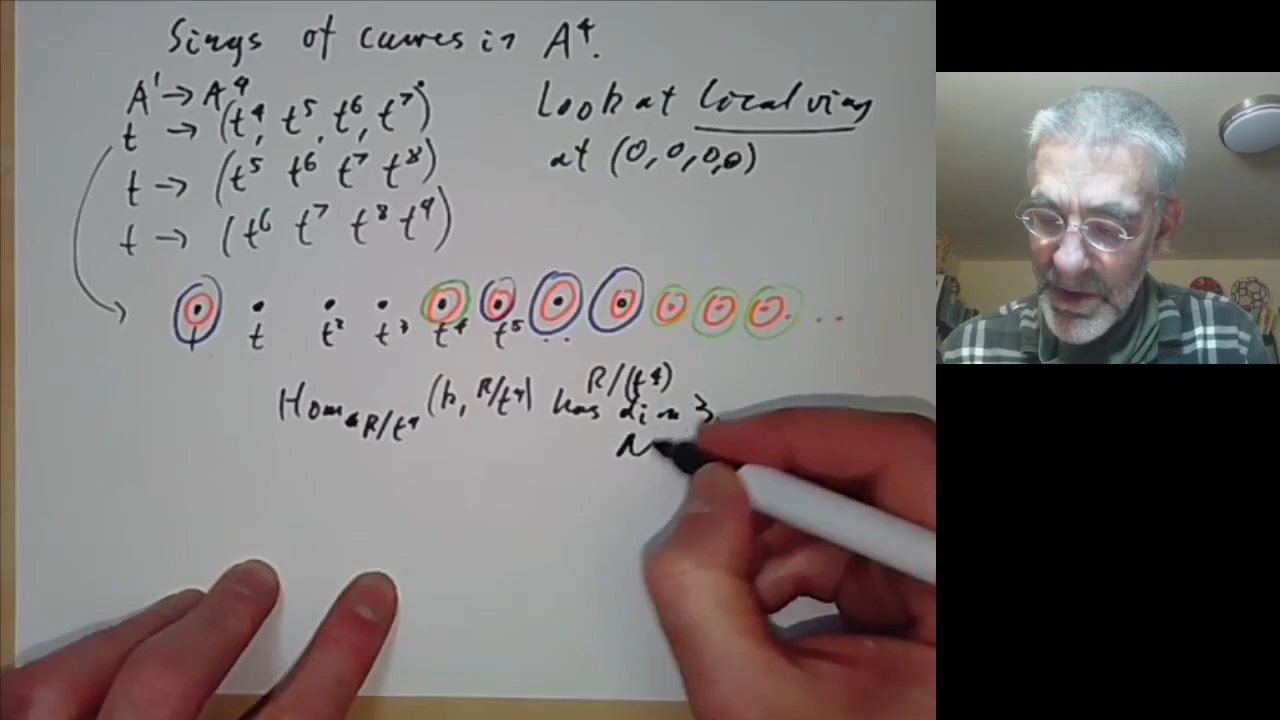 Sings of curves in A⁴.
A¹ → A⁴
t → (t⁴, t⁵, t⁶, t⁷)
Look at local ring
at (0,0,0,0)
t → (t⁵ t⁶ t⁷ t⁸)
t → (t⁶ t⁷ t⁸ t⁹)
1 t t² t³ t⁴ t⁵ ..
R/(t⁴)
Hom R/t⁴ (k, R/t⁴) has dim 3.
N